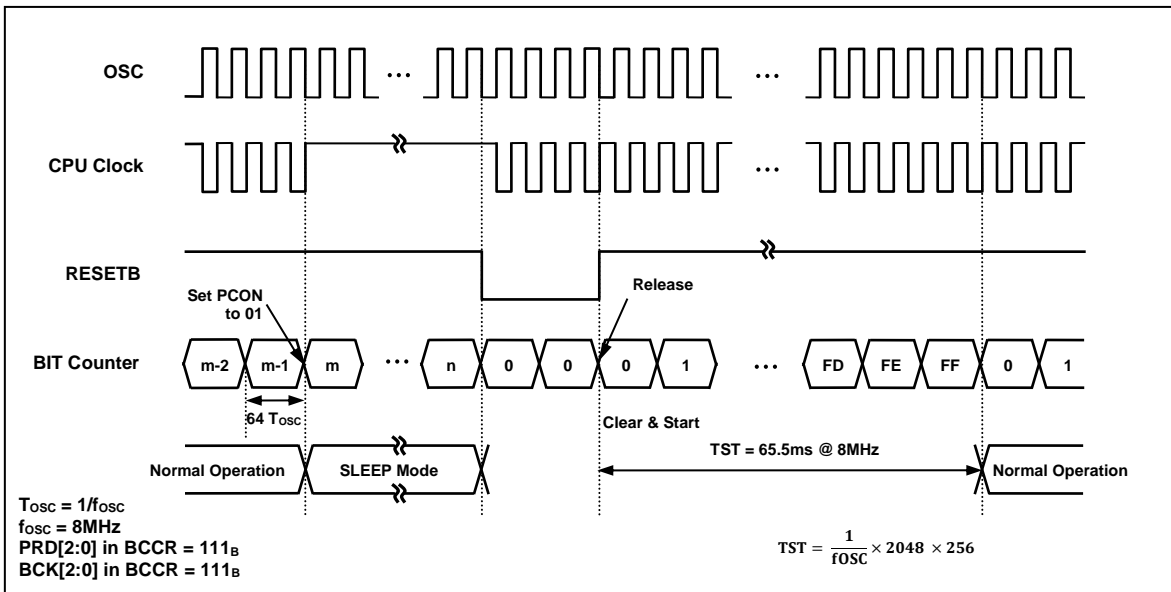 OSC
...
...
CPU Clock
...
RESETB
Set PCON
to 01
Release
BIT Counter
m-2
m-1
m
...
n
0
0
0
1
...
FD
FE
FF
0
1
64 TOSC
Clear & Start
TST = 65.5ms @ 8MHz
Normal Operation
SLEEP Mode
Normal Operation
TOSC = 1/fOSC
fOSC = 8MHz
PRD[2:0] in BCCR = 111B
BCK[2:0] in BCCR = 111B
TST = 1/fOSC × 2048 × 256